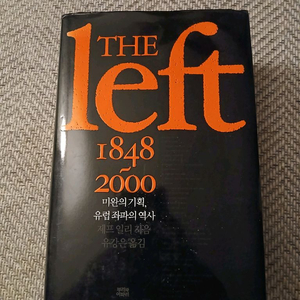 THE
left
1848
~
2000
미완의 기획,
유럽 좌파의 역사
제프 일리 지음
유강은 옮김